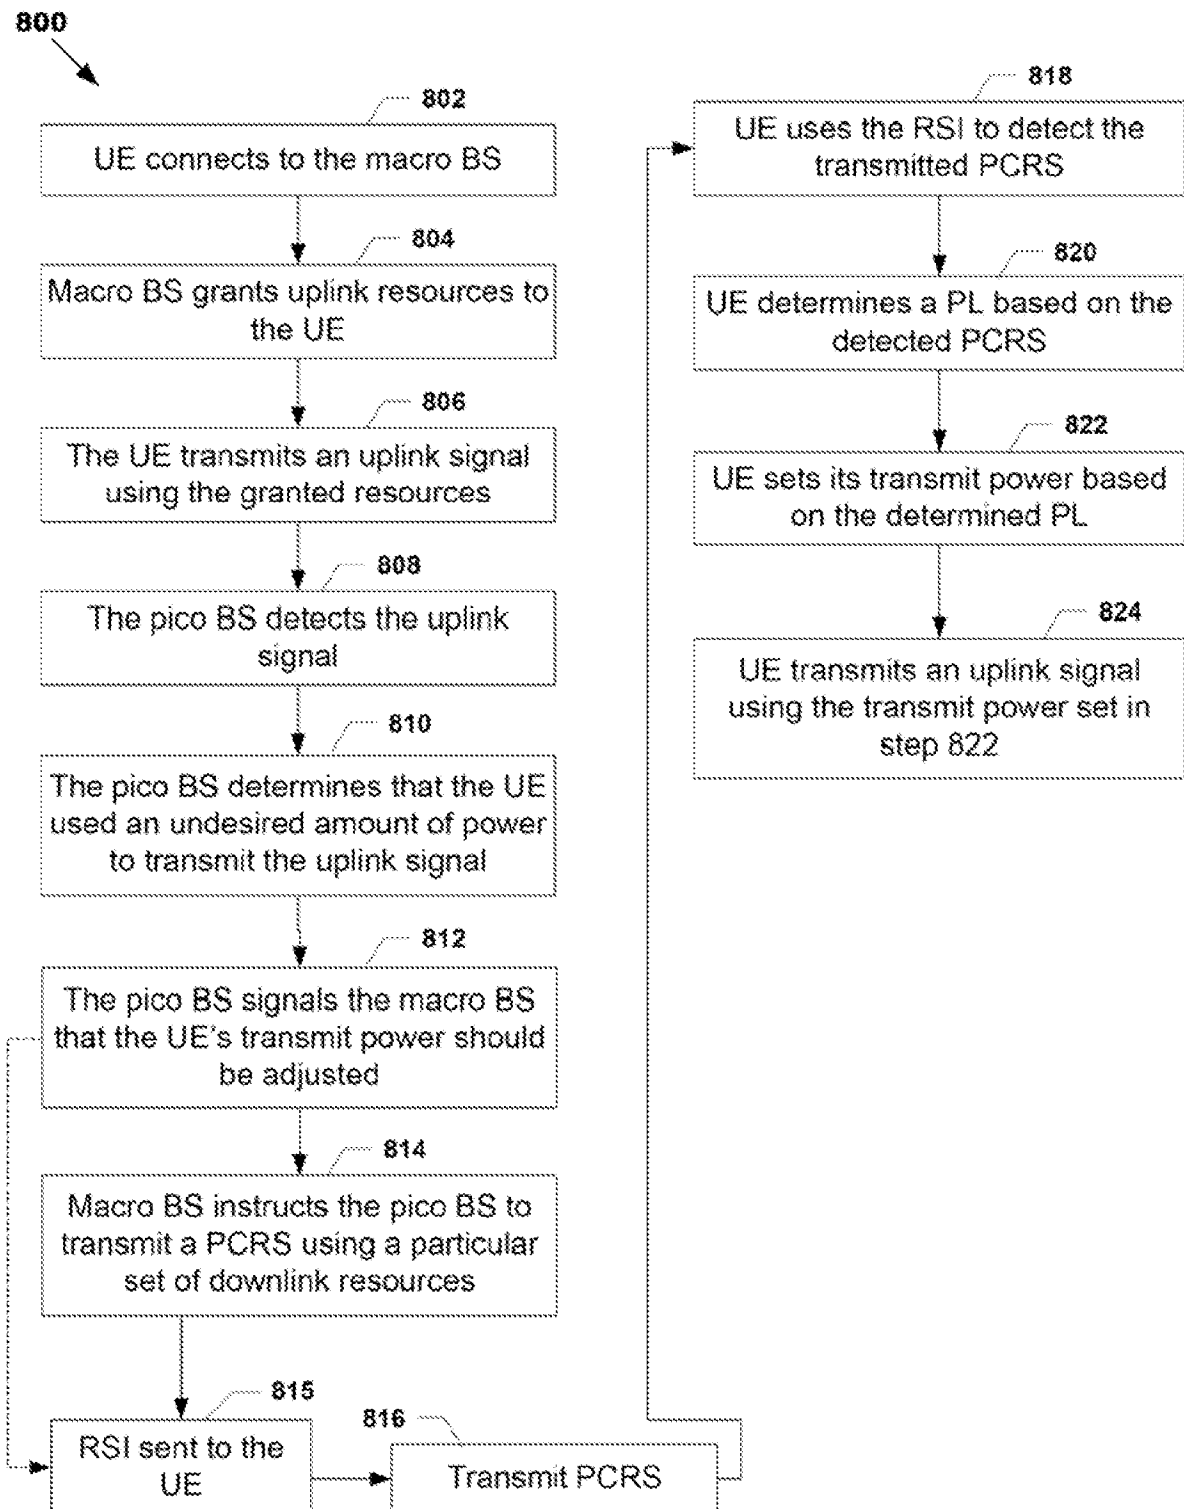 800
802
UE connects to the macro BS
804
Macro BS grants uplink resources to
the UE
806
The UE transmits an uplink signal
using the granted resources
808
The pico BS detects the uplink
signal
810
The pico BS determines that the UE
used an undesired amount of power
to transmit the uplink signal
812
The pico BS signals the macro BS
that the UE's transmit power should
be adjusted
814
Macro BS instructs the pico BS to
transmit a PCRS using a particular
set of downlink resources
815
RSI sent to the
UE
816
Transmit PCRS
818
UE uses the RSI to detect the
transmitted PCRS
820
UE determines a PL based on the
detected PCRS
822
UE sets its transmit power based
on the determined PL
824
UE transmits an uplink signal
using the transmit power set in
step 822